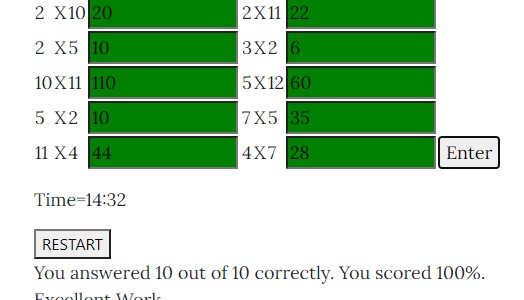 2 X10 20 2X11 22
2 X5 10 3X2 6
10X11 110 5X12 60
5 X2 10 7X5 35
11 X4 44 4X7 28 Enter
Time=14:32
RESTART
You answered 10 out of 10 correctly. You scored 100%.
Excellent Work